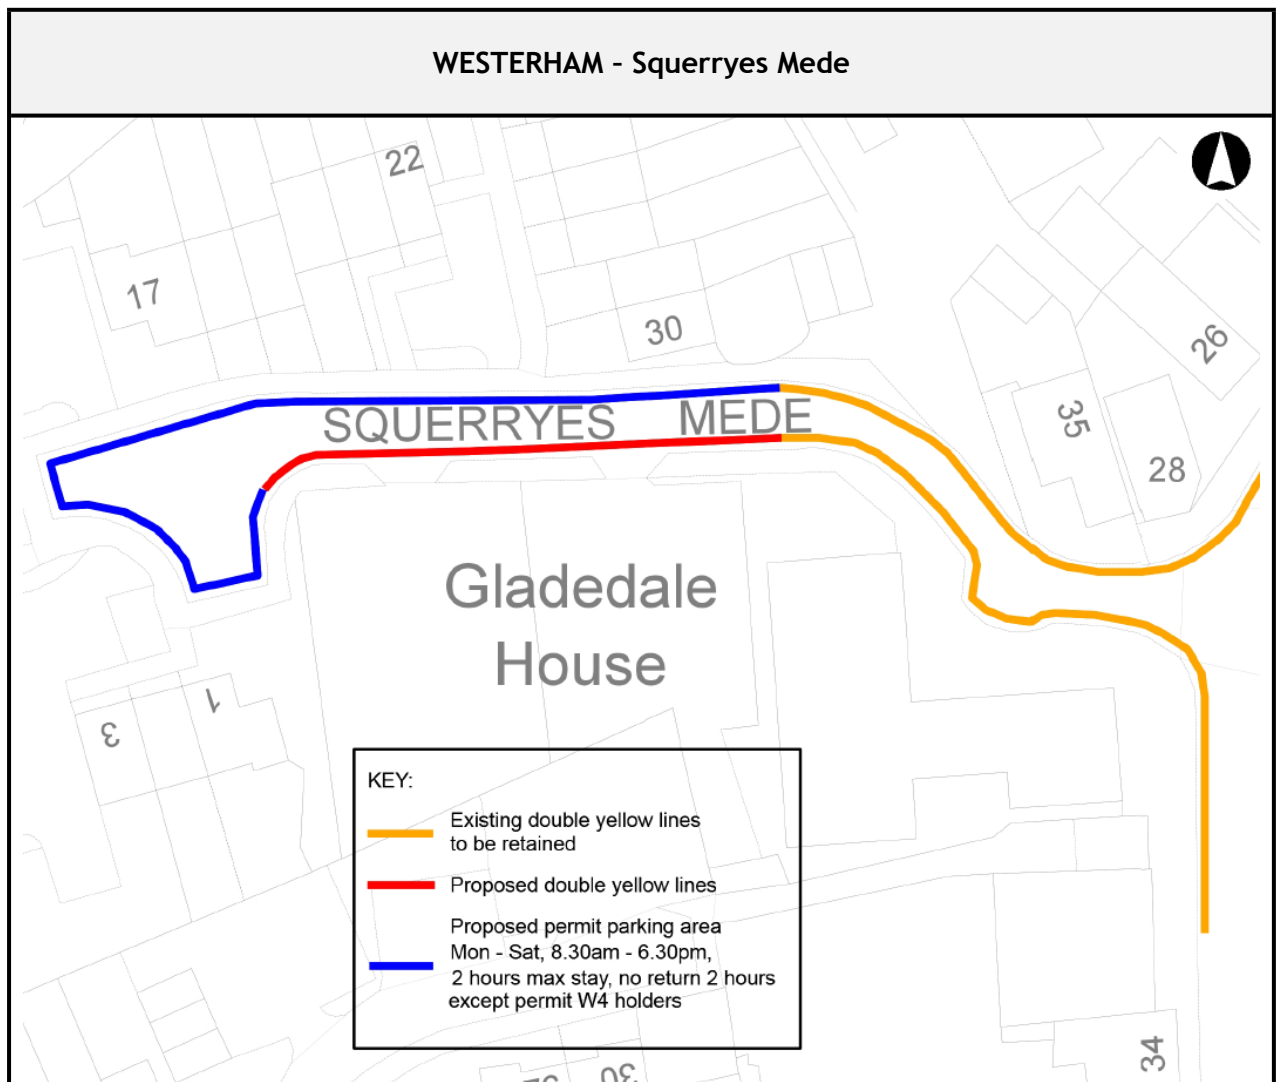 WESTERHAM – Squerryes Mede
22
17
30
26
35
28
SQUERRYES MEDE
Gladedale
House
1
3
KEY:
Existing double yellow lines
to be retained
Proposed double yellow lines
Proposed permit parking area
Mon - Sat, 8.30am - 6.30pm,
2 hours max stay, no return 2 hours
except permit W4 holders
34
30